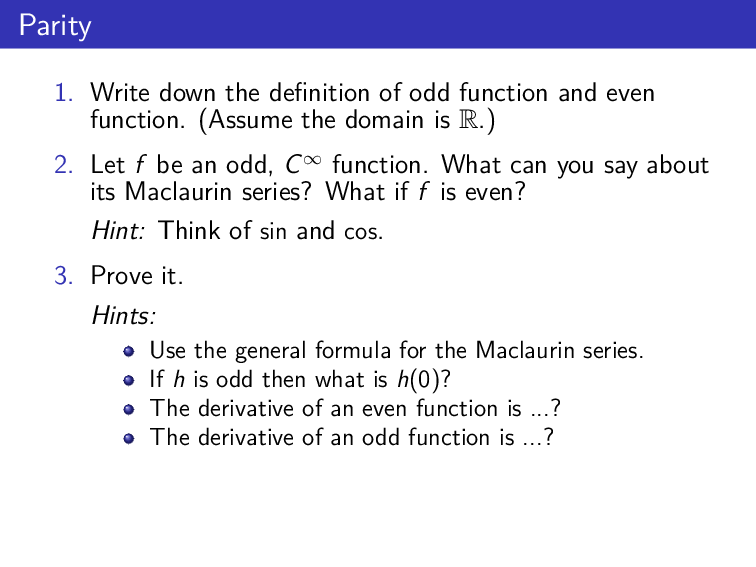 Parity
1. Write down the definition of odd function and even
function. (Assume the domain is ℝ.)
2. Let f be an odd, C∞ function. What can you say about
its Maclaurin series? What if f is even?
Hint: Think of sin and cos.
3. Prove it.
Hints:
Use the general formula for the Maclaurin series.
If h is odd then what is h(0)?
The derivative of an even function is ...?
The derivative of an odd function is ...?